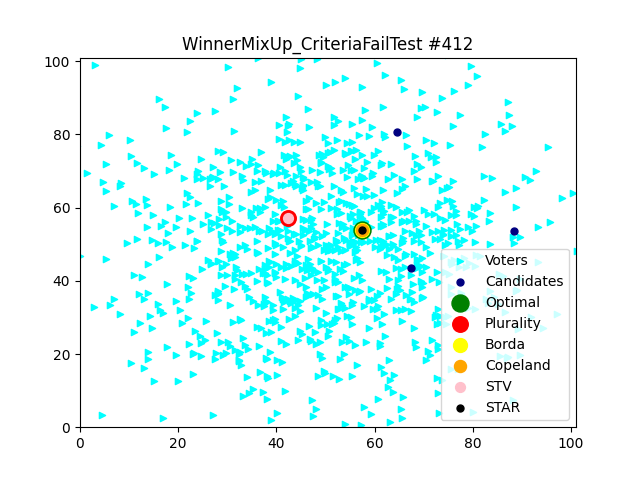 WinnerMixUp_CriteriaFailTest #412
100
80
60
40
20
0
0 20 40 60 80 100
Voters
Candidates
Optimal
Plurality
Borda
Copeland
STV
STAR